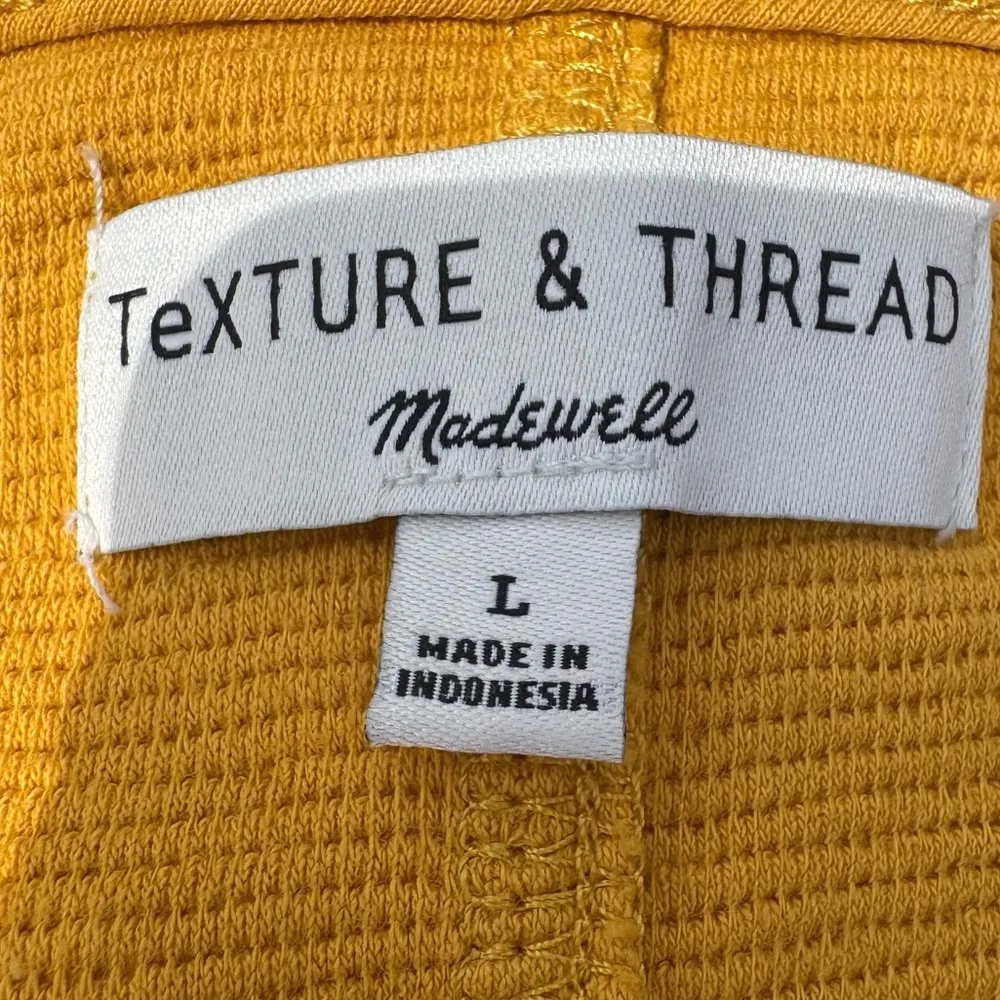 TeXTURE & THREAD
Madewell
L
MADE IN
INDONESIA